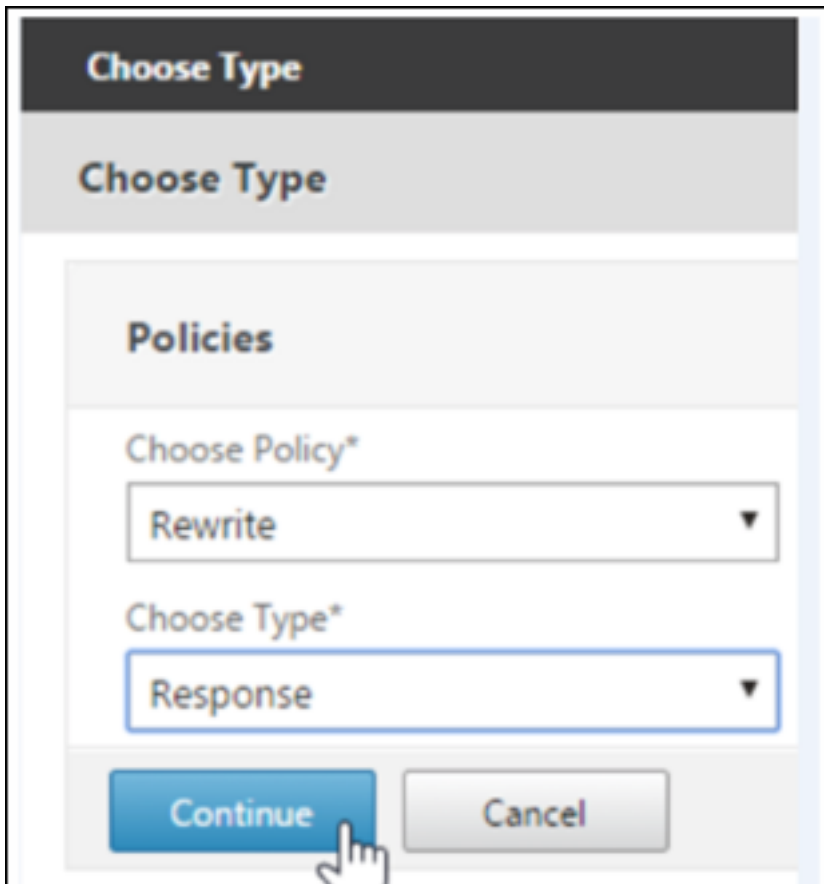 Choose Type
Choose Type
Policies
Choose Policy*
Rewrite
Choose Type*
Response
Continue
Cancel